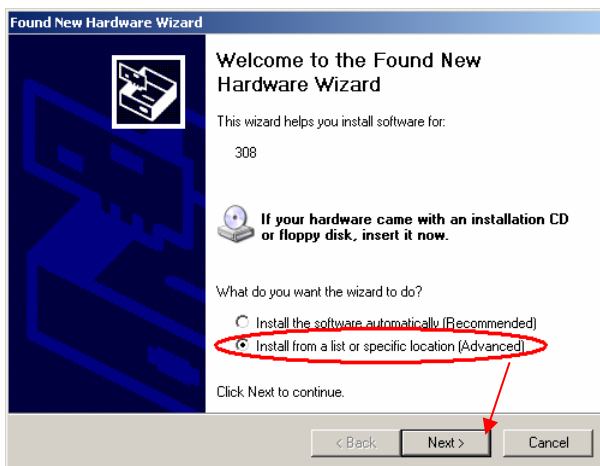 Found New Hardware Wizard
Welcome to the Found New
Hardware Wizard
This wizard helps you install software for:
308
If your hardware came with an installation CD
or floppy disk, insert it now.
What do you want the wizard to do?
Install the software automatically (Recommended)
Install from a list or specific location (Advanced)
Click Next to continue.
< Back Next > Cancel